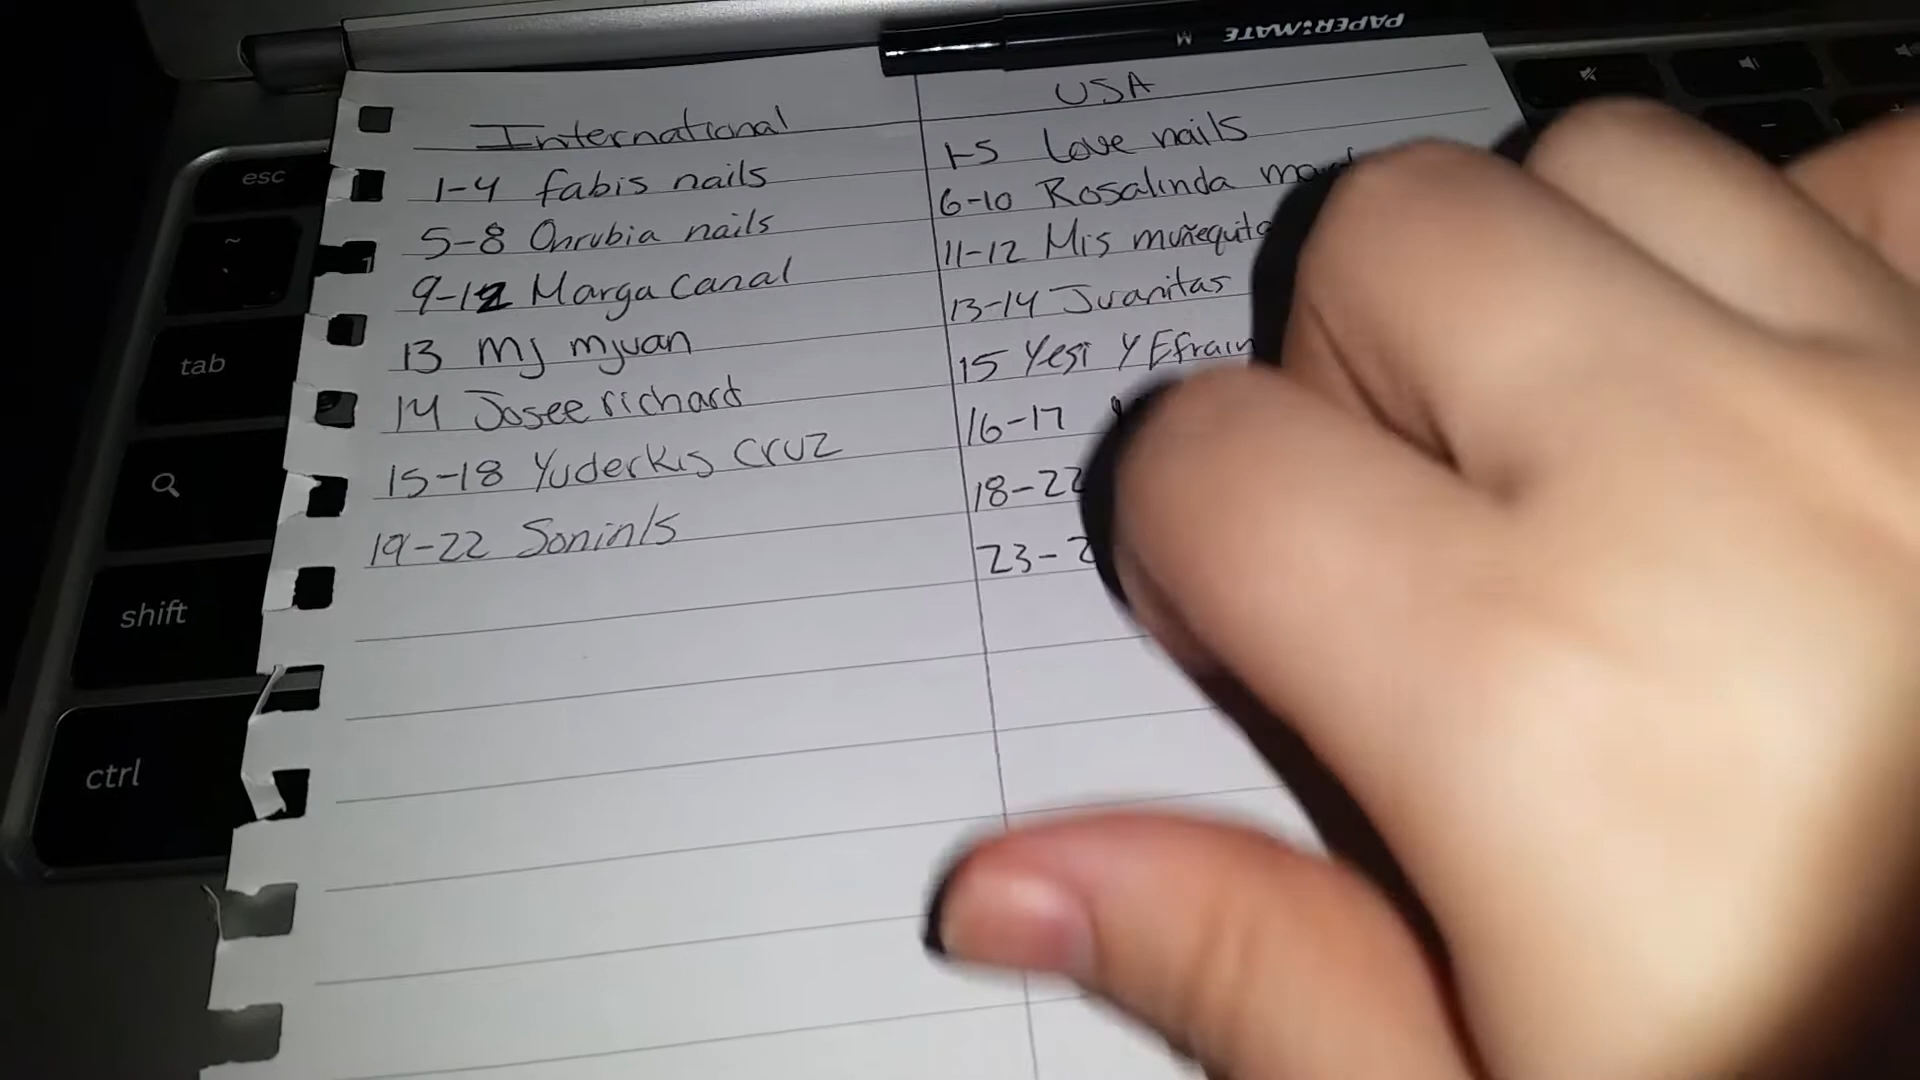 PAPER:MATE M
International
1-4 fabis nails
5-8 Onrubia nails
9-12 Marga canal
13 mj mjuan
14 Josee richard
15-18 Yuderkis cruz
19-22 Soninls
USA
1-5 Love nails
6-10 Rosalinda
11-12 Mis
13-14 Juanitas
15 Yesi Y Efrain
16-17
18-22
23-
esc
~
`
1
tab
shift
ctrl